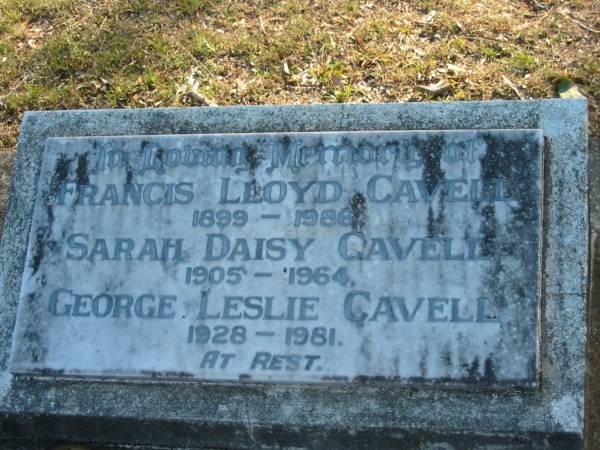 In Loving Memory of
FRANCIS LLOYD CAVELL
1899 – 1986
SARAH DAISY CAVELL
1905 – 1964.
GEORGE LESLIE CAVELL
1928 – 1981.
AT REST.